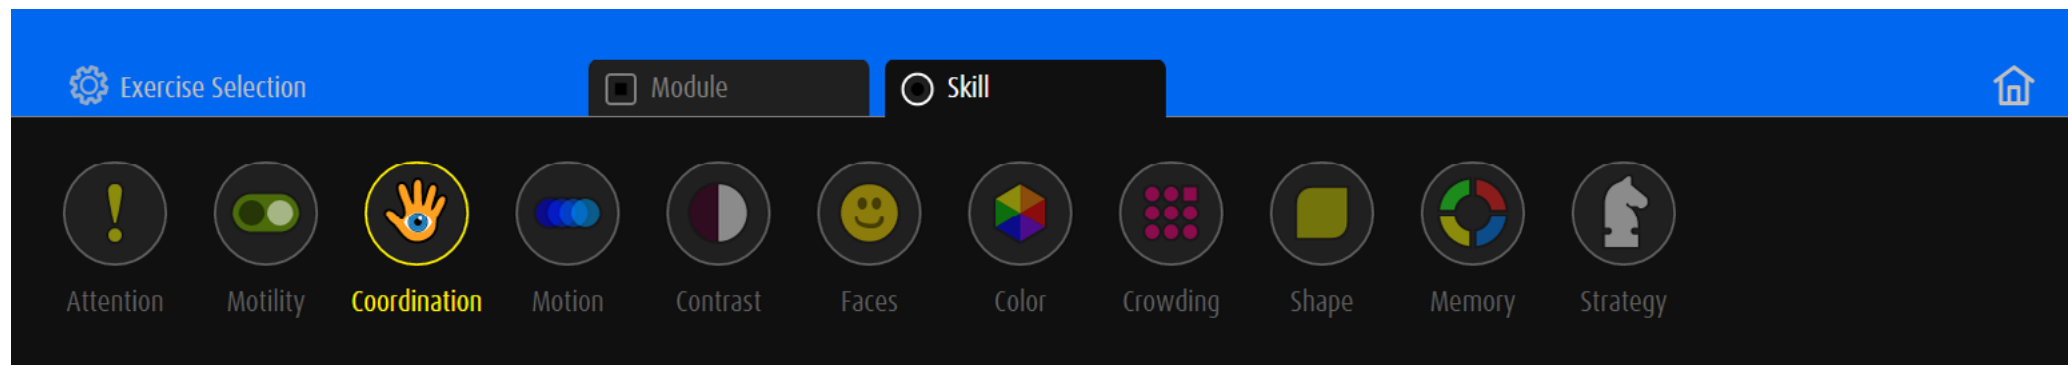 Exercise Selection Module Skill
Attention Motility Coordination Motion Contrast Faces Color Crowding Shape Memory Strategy